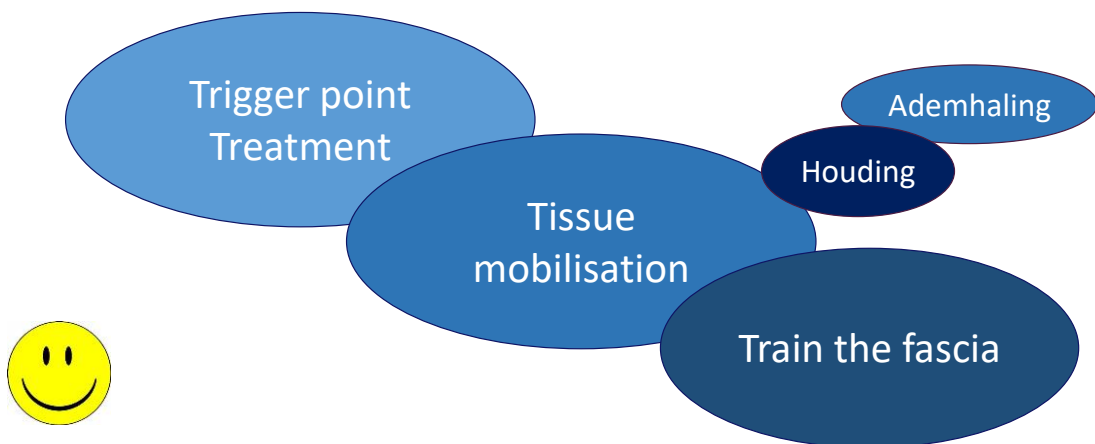 Trigger point
Treatment
Ademhaling
Houding
Tissue
mobilisation
Train the fascia